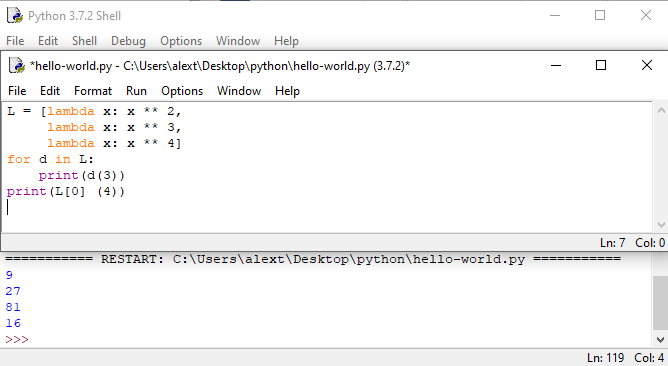 Python 3.7.2 Shell
File Edit Shell Debug Options Window Help
*hello-world.py - C:\Users\alext\Desktop\python\hello-world.py (3.7.2)*
File Edit Format Run Options Window Help
L = [lambda x: x ** 2,
     lambda x: x ** 3,
     lambda x: x ** 4]
for d in L:
    print(d(3))
print(L[0] (4))
Ln: 7 Col: 0
=========== RESTART: C:\Users\alext\Desktop\python\hello-world.py ===========
9
27
81
16
>>>
Ln: 119 Col: 4